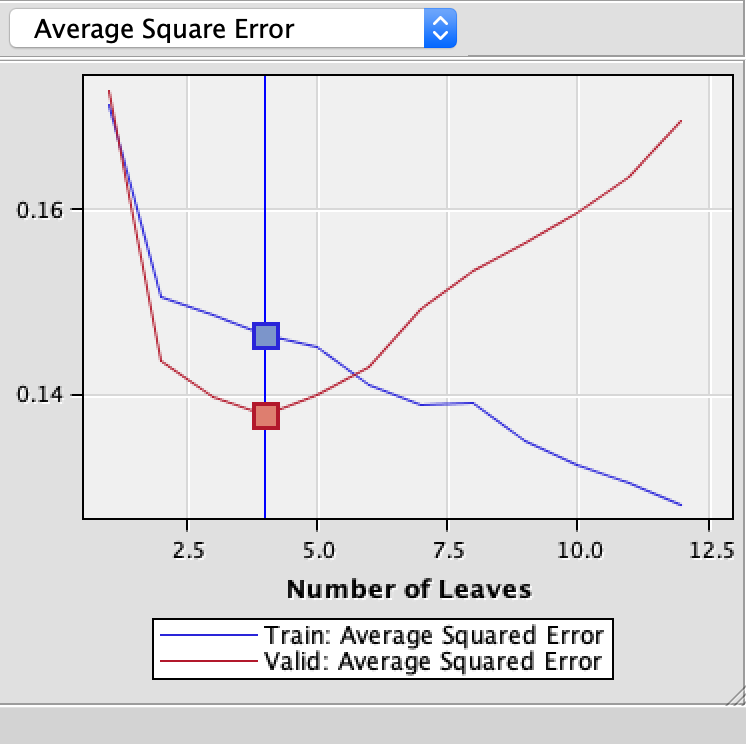 Average Square Error
0.16
0.14
2.5 5.0 7.5 10.0 12.5
Number of Leaves
Train: Average Squared Error
Valid: Average Squared Error